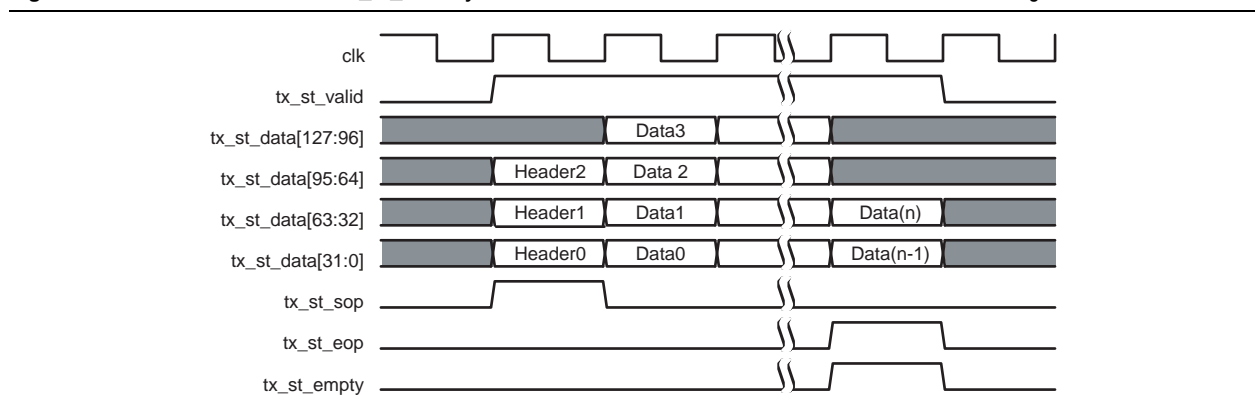 clk
tx_st_valid
tx_st_data[127:96] Data3
tx_st_data[95:64] Header2 Data 2
tx_st_data[63:32] Header1 Data1 Data(n)
tx_st_data[31:0] Header0 Data0 Data(n-1)
tx_st_sop
tx_st_eop
tx_st_empty